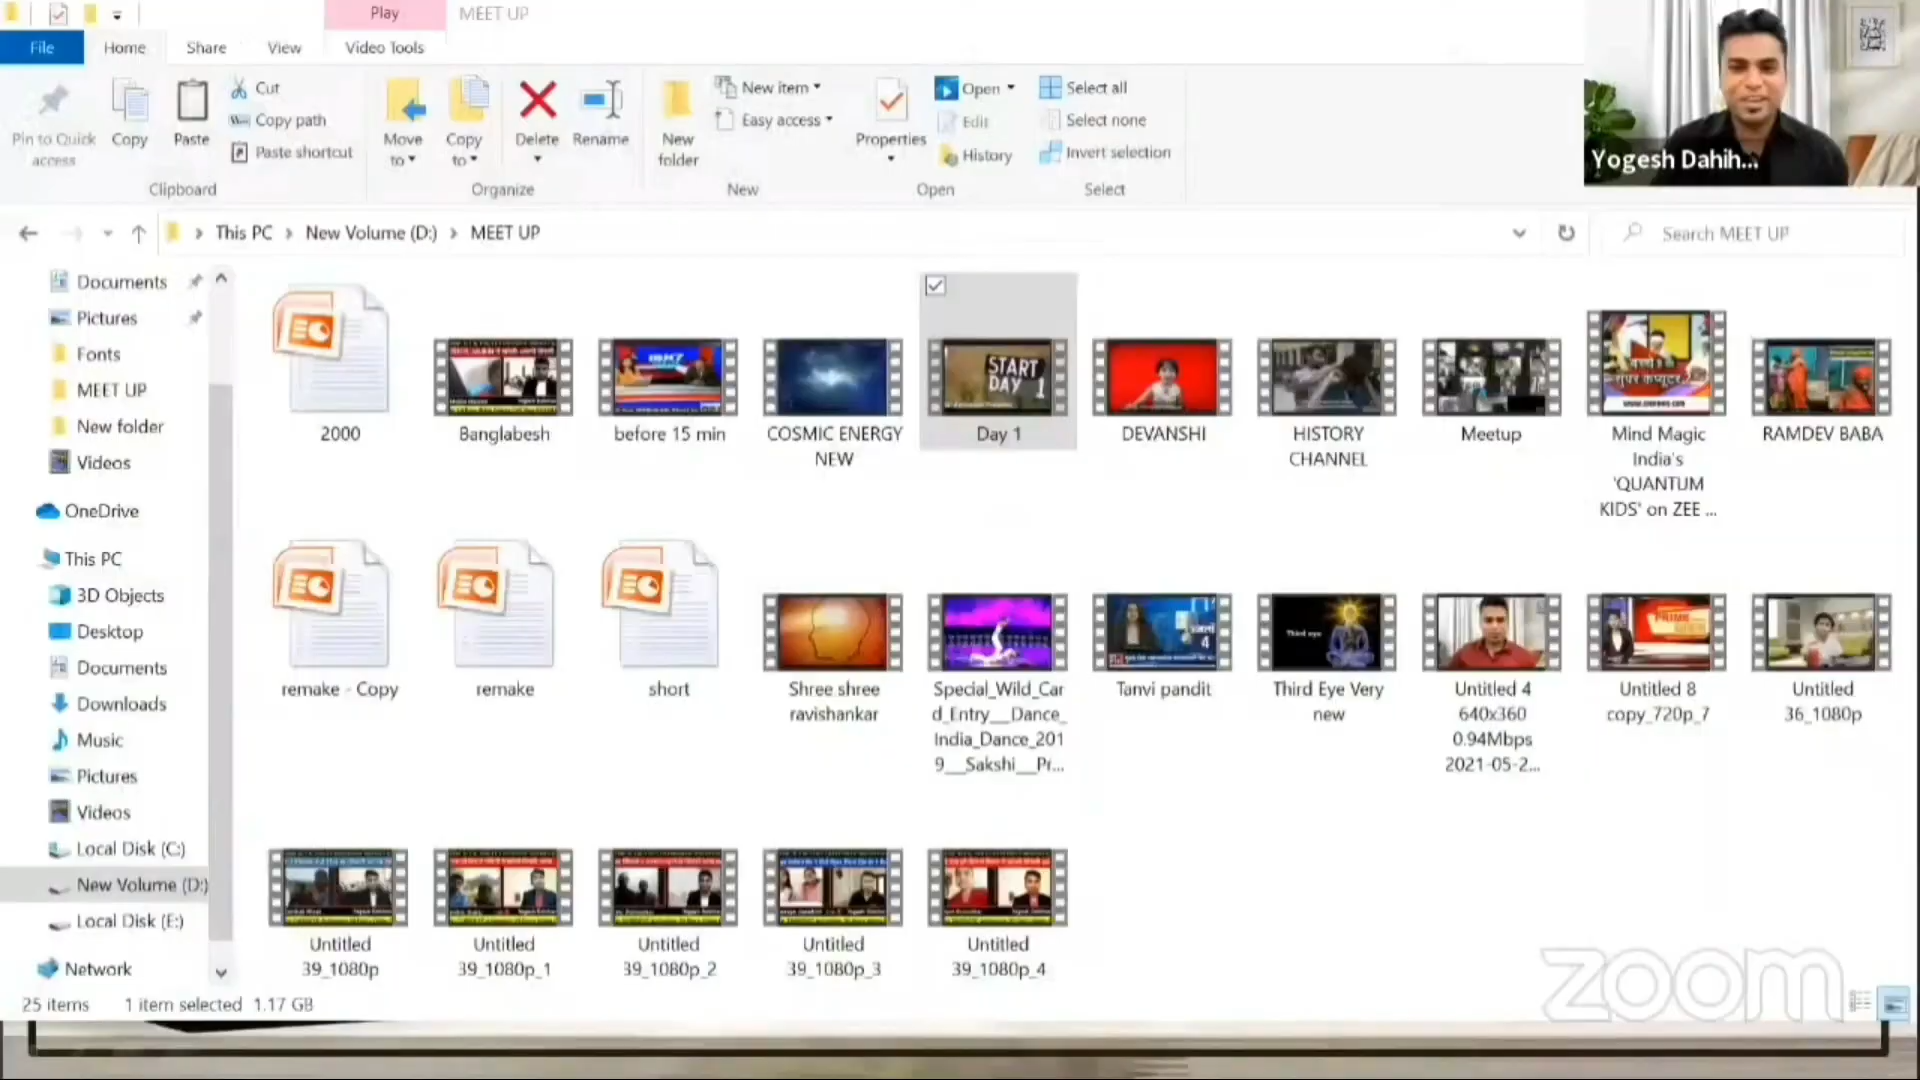 Play MEET UP
File Home Share View Video Tools
Pin to Quick access
Copy
Paste
Cut
Copy path
Paste shortcut
Clipboard
Move to
Copy to
Delete
Rename
Organize
New folder
New item
Easy access
New
Properties
Open
Edit
History
Open
Select all
Select none
Invert selection
Select
Yogesh Dahih...
This PC New Volume (D:) MEET UP
Search MEET UP
Documents
Pictures
Fonts
MEET UP
New folder
Videos
OneDrive
This PC
3D Objects
Desktop
Documents
Downloads
Music
Pictures
Videos
Local Disk (C:)
New Volume (D:)
Local Disk (E:)
Network
START
DAY 1
2000
Banglabesh
before 15 min
COSMIC ENERGY
NEW
Day 1
DEVANSHI
HISTORY
CHANNEL
Meetup
Mind Magic
India's
'QUANTUM
KIDS' on ZEE ...
RAMDEV BABA
Third eye
PRIME
remake - Copy
remake
short
Shree shree
ravishankar
Special_Wild_Car
d_Entry__Dance_
India_Dance_201
9__Sakshi__Pr...
Tanvi pandit
Third Eye Very
new
Untitled 4
640x360
0.94Mbps
2021-05-2...
Untitled 8
copy_720p_7
Untitled
36_1080p
Untitled
39_1080p
Untitled
39_1080p_1
Untitled
39_1080p_2
Untitled
39_1080p_3
Untitled
39_1080p_4
25 items 1 item selected 1.17 GB
zoom